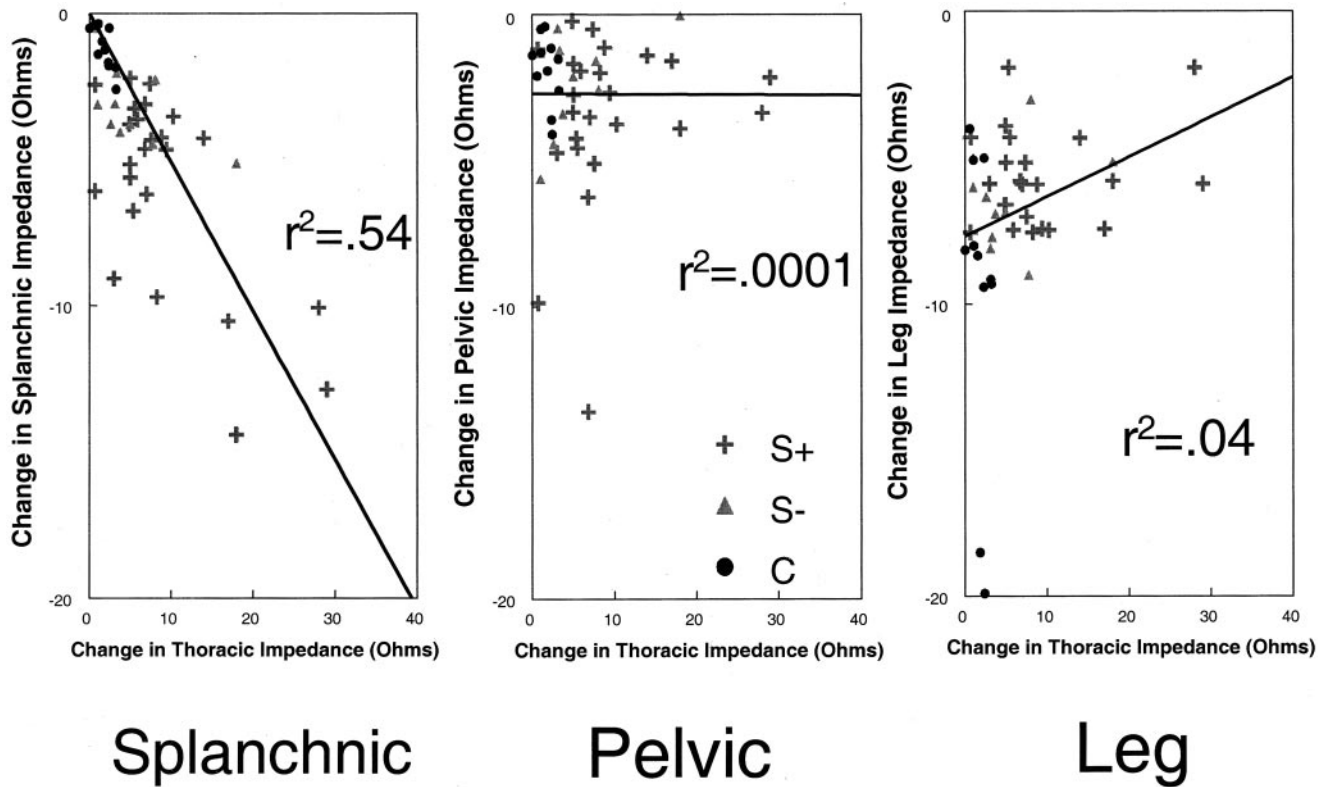 Change in Splanchnic Impedance (Ohms)
0
-10
-20
0 10 20 30 40
r²=.54
Change in Thoracic Impedance (Ohms)
Change in Pelvic Impedance (Ohms)
0
-10
-20
0 10 20 30 40
r²=.0001
S+
S-
C
Change in Thoracic Impedance (Ohms)
Change in Leg Impedance (Ohms)
0
-10
-20
0 10 20 30 40
r²=.04
Change in Thoracic Impedance (Ohms)
Splanchnic
Pelvic
Leg